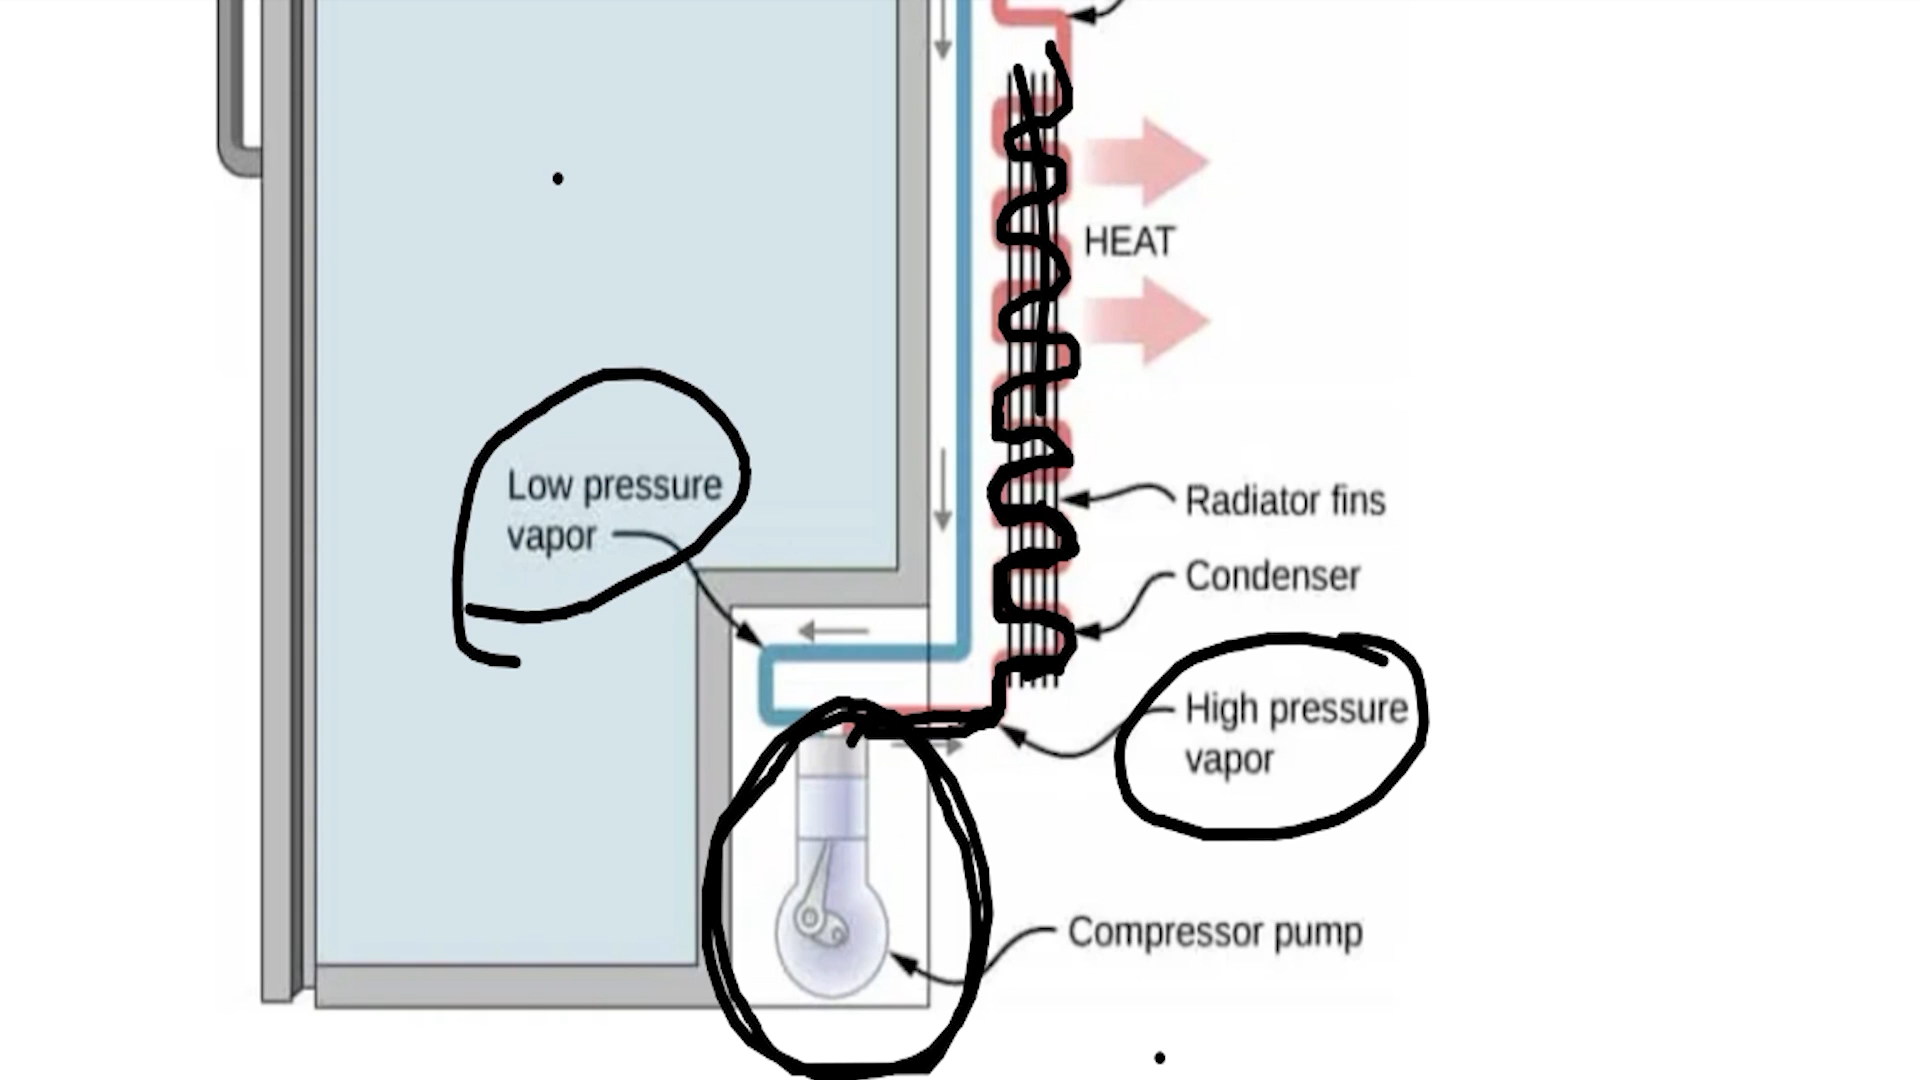 HEAT
Low pressure
vapor
Radiator fins
Condenser
High pressure
vapor
Compressor pump